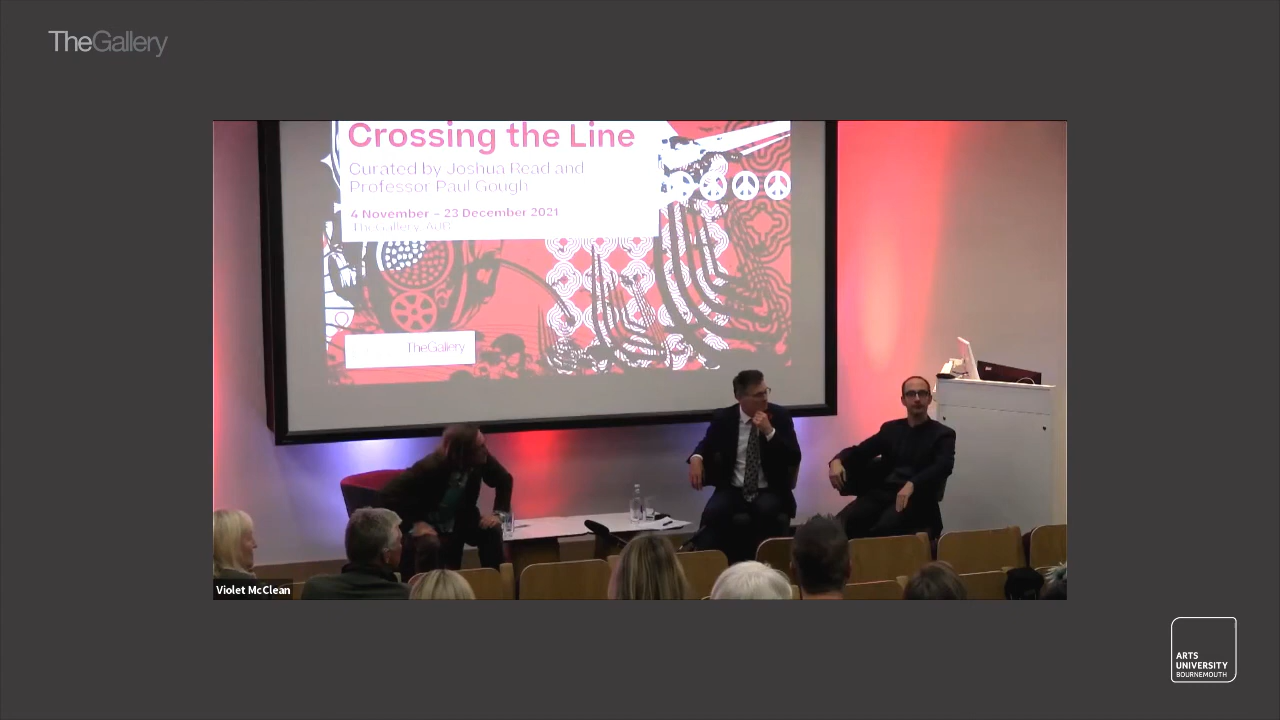 TheGallery
Crossing the Line
Curated by Joshua Read and
Professor Paul Gough
4 November – 23 December 2021
TheGallery, AUB
TheGallery
Violet McClean
ARTS
UNIVERSITY
BOURNEMOUTH